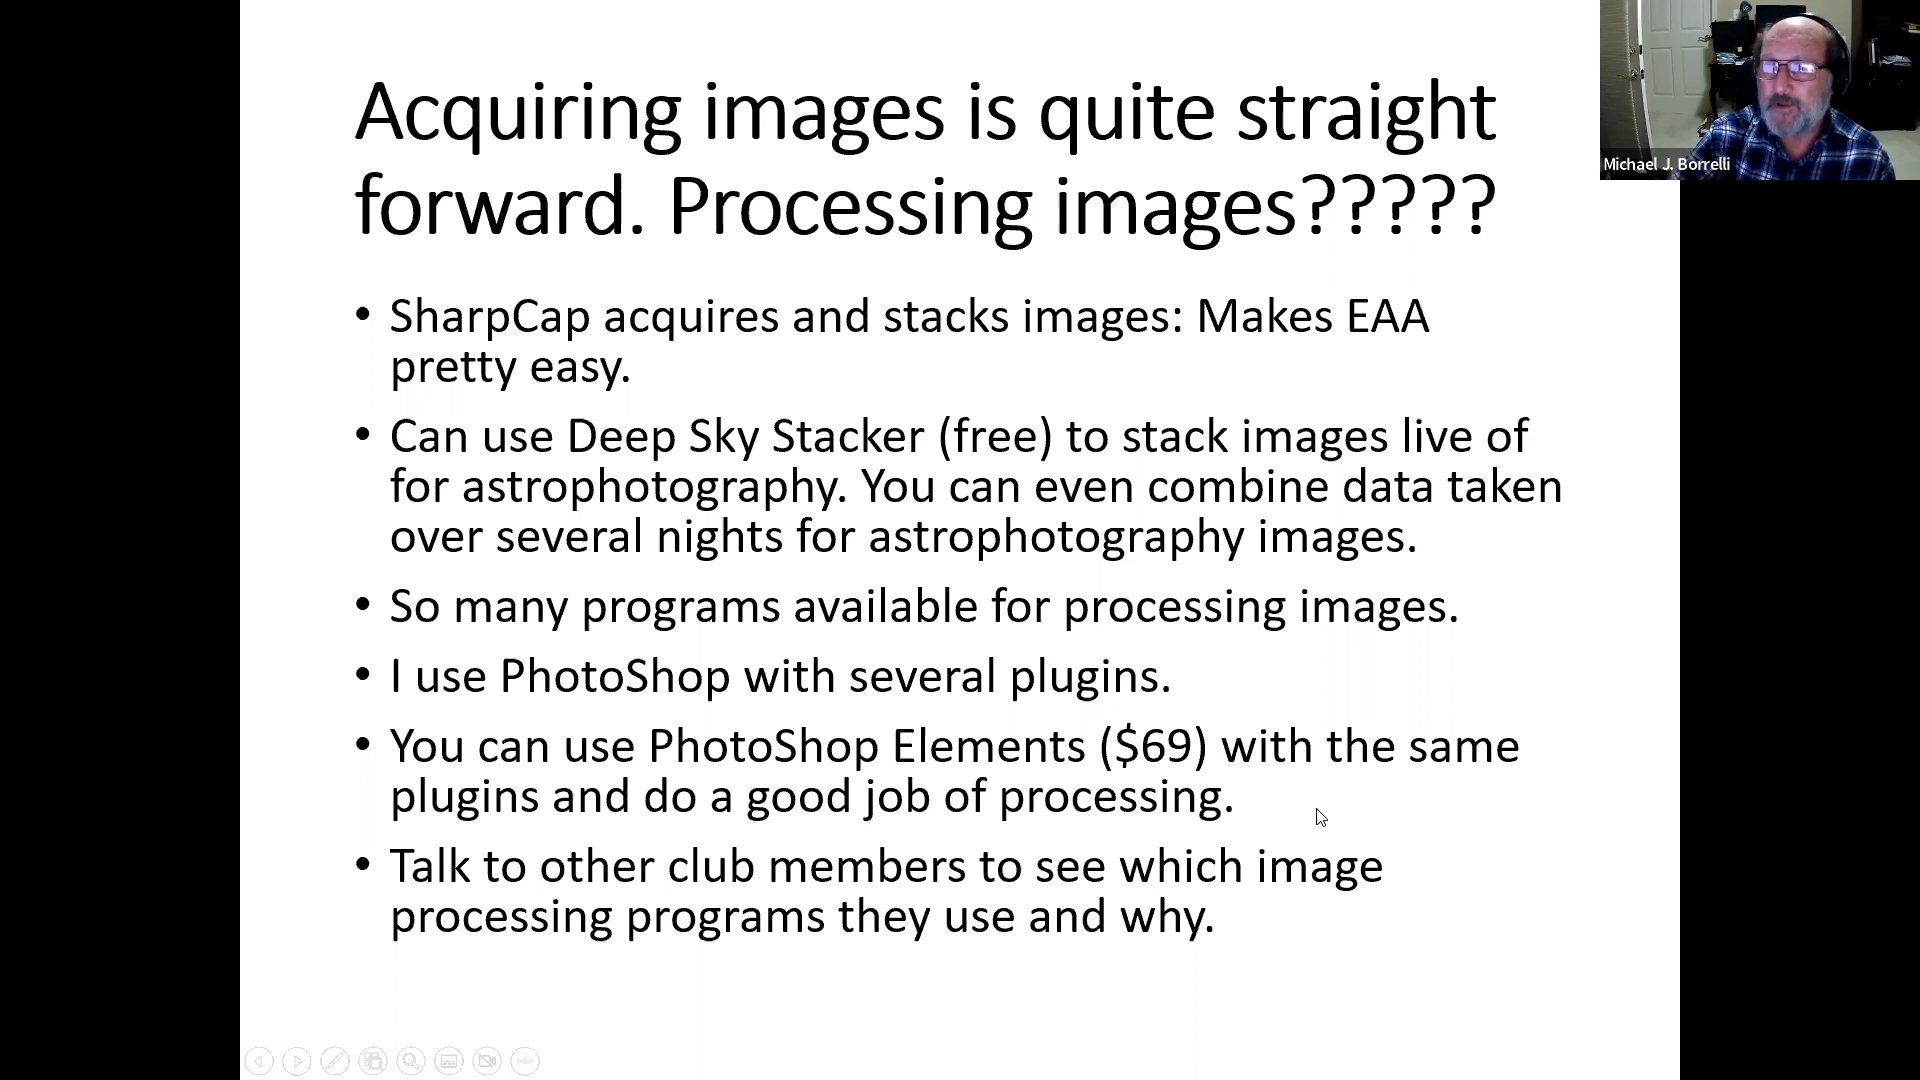 Acquiring images is quite straight
forward. Processing images?????
• SharpCap acquires and stacks images: Makes EAA
pretty easy.
• Can use Deep Sky Stacker (free) to stack images live of
for astrophotography. You can even combine data taken
over several nights for astrophotography images.
• So many programs available for processing images.
• I use PhotoShop with several plugins.
• You can use PhotoShop Elements ($69) with the same
plugins and do a good job of processing.
• Talk to other club members to see which image
processing programs they use and why.
Michael J. Borrelli